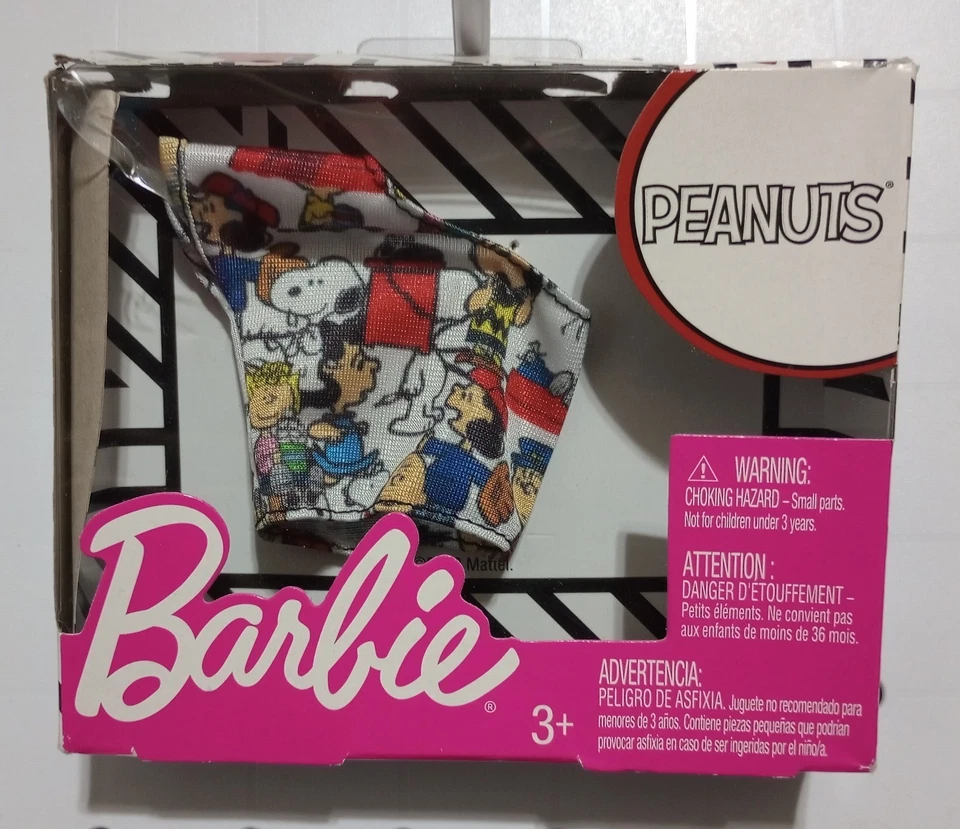 PEANUTS®
⚠ WARNING:
CHOKING HAZARD – Small parts.
Not for children under 3 years.
ATTENTION :
DANGER D'ÉTOUFFEMENT –
Petits éléments. Ne convient pas
aux enfants de moins de 36 mois.
Mattel.
Barbie®
3+
ADVERTENCIA:
PELIGRO DE ASFIXIA. Juguete no recomendado para
menores de 3 años. Contiene piezas pequeñas que podrían
provocar asfixia en caso de ser ingeridas por el niño/a.